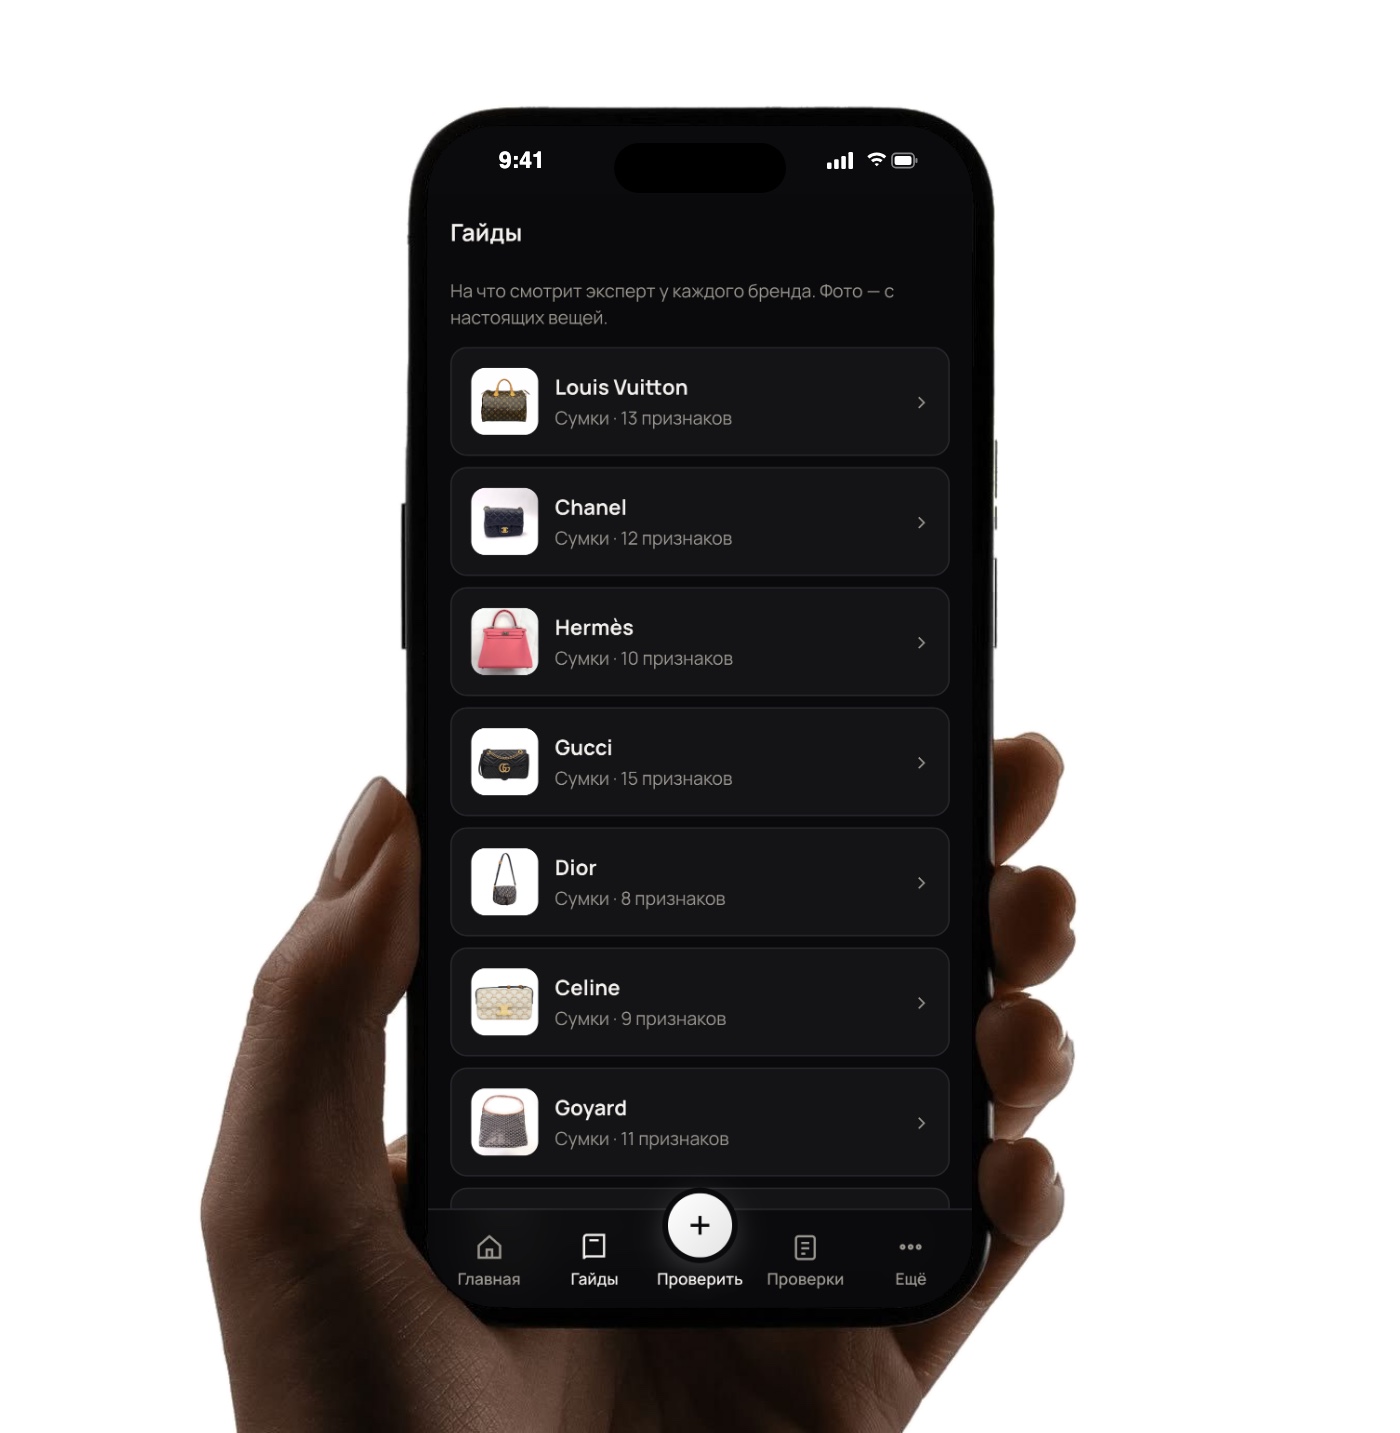 9:41
Гайды
На что смотрит эксперт у каждого бренда. Фото — с
настоящих вещей.
Louis Vuitton
Сумки · 13 признаков
Chanel
Сумки · 12 признаков
Hermès
Сумки · 10 признаков
Gucci
Сумки · 15 признаков
Dior
Сумки · 8 признаков
Celine
Сумки · 9 признаков
Goyard
Сумки · 11 признаков
Главная
Гайды
Проверить
Проверки
Ещё